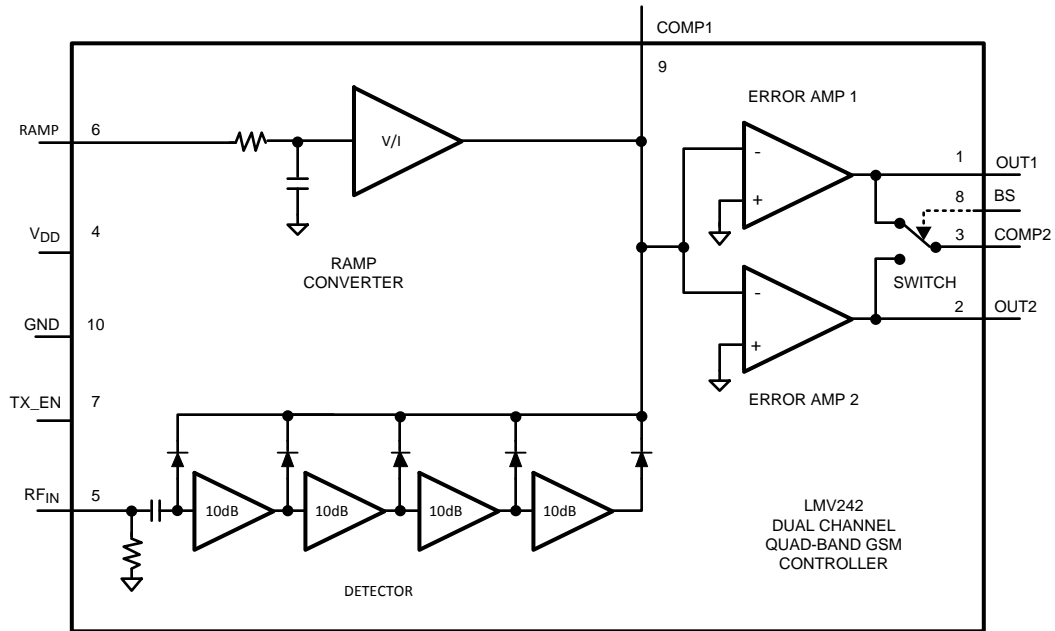 COMP1
9
ERROR AMP 1
RAMP
6
V/I
-
+
1
OUT1
8
BS
3
COMP2
VDD
4
RAMP
CONVERTER
SWITCH
-
+
2
OUT2
GND
10
ERROR AMP 2
TX_EN
7
RFIN
5
10dB
10dB
10dB
10dB
LMV242
DUAL CHANNEL
QUAD-BAND GSM
CONTROLLER
DETECTOR